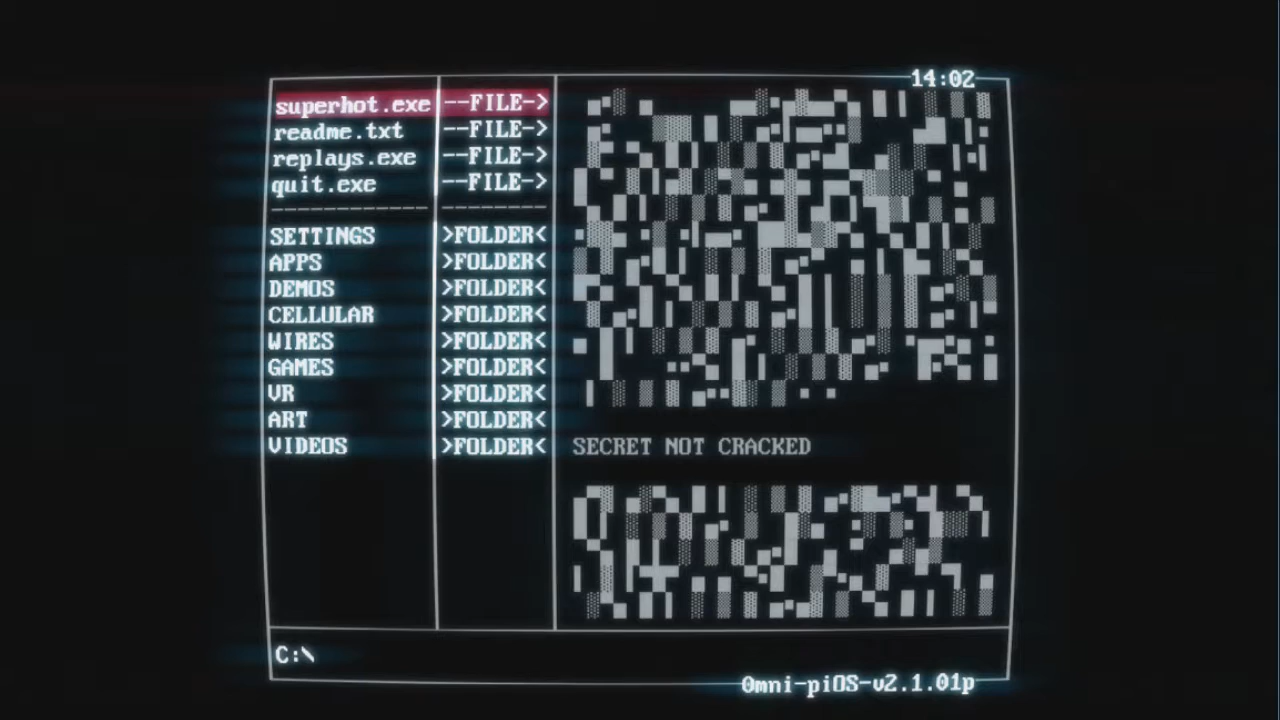 14:02
superhot.exe --FILE->
readme.txt --FILE->
replays.exe --FILE->
quit.exe --FILE->
SETTINGS >FOLDER<
APPS >FOLDER<
DEMOS >FOLDER<
CELLULAR >FOLDER<
WIRES >FOLDER<
GAMES >FOLDER<
VR >FOLDER<
ART >FOLDER<
VIDEOS >FOLDER<
SECRET NOT CRACKED
C:\
Omni-piOS-v2.1.01p